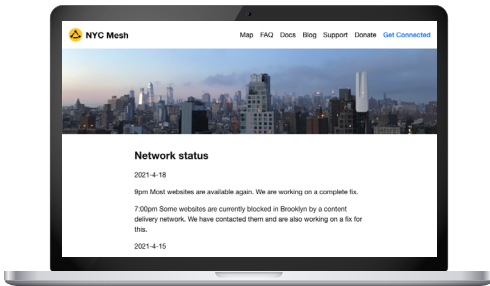 NYC Mesh
Map FAQ Docs Blog Support Donate Get Connected
Network status
2021-4-18
9pm Most websites are available again. We are working on a complete fix.
7:00pm Some websites are currently blocked in Brooklyn by a content
delivery network. We have contacted them and are also working on a fix for
this.
2021-4-15